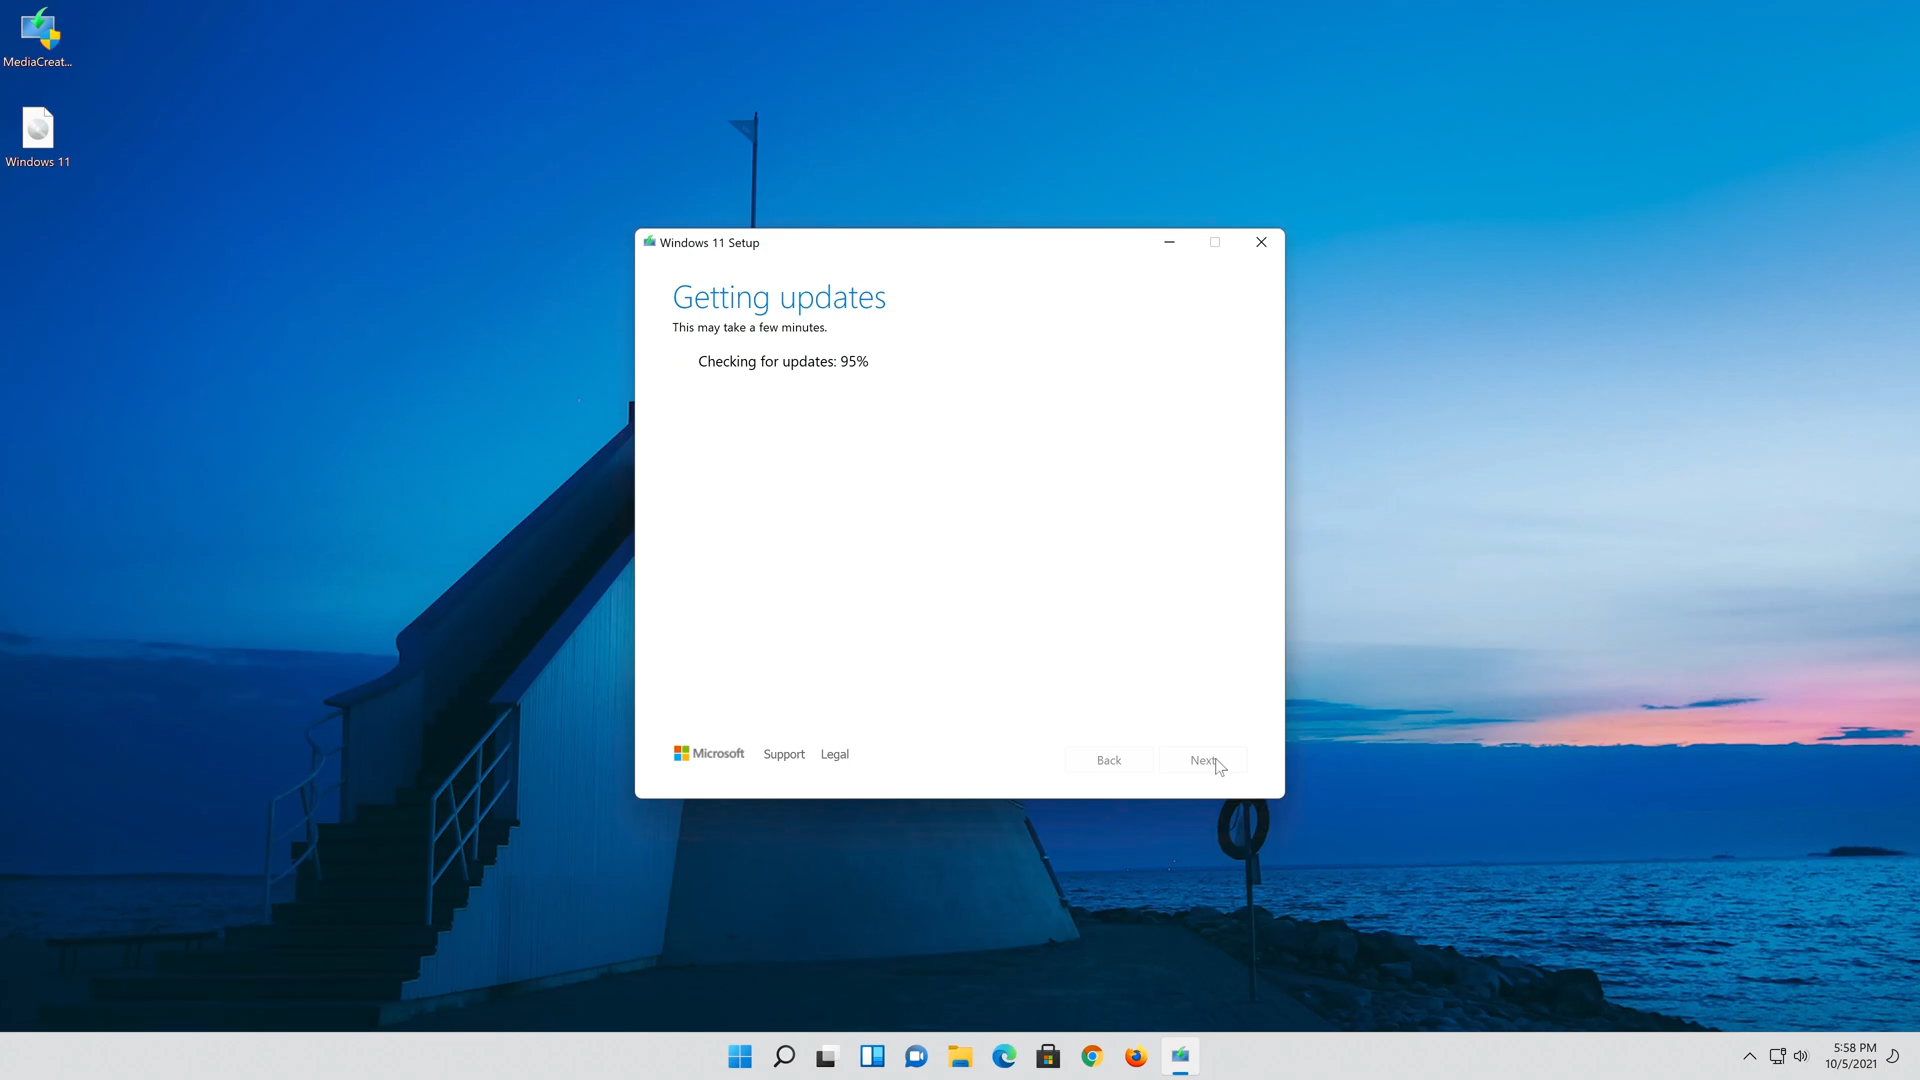 MediaCreat...
Windows 11
Windows 11 Setup
Getting updates
This may take a few minutes.
Checking for updates: 95%
Microsoft Support Legal
Back Next
5:58 PM
10/5/2021